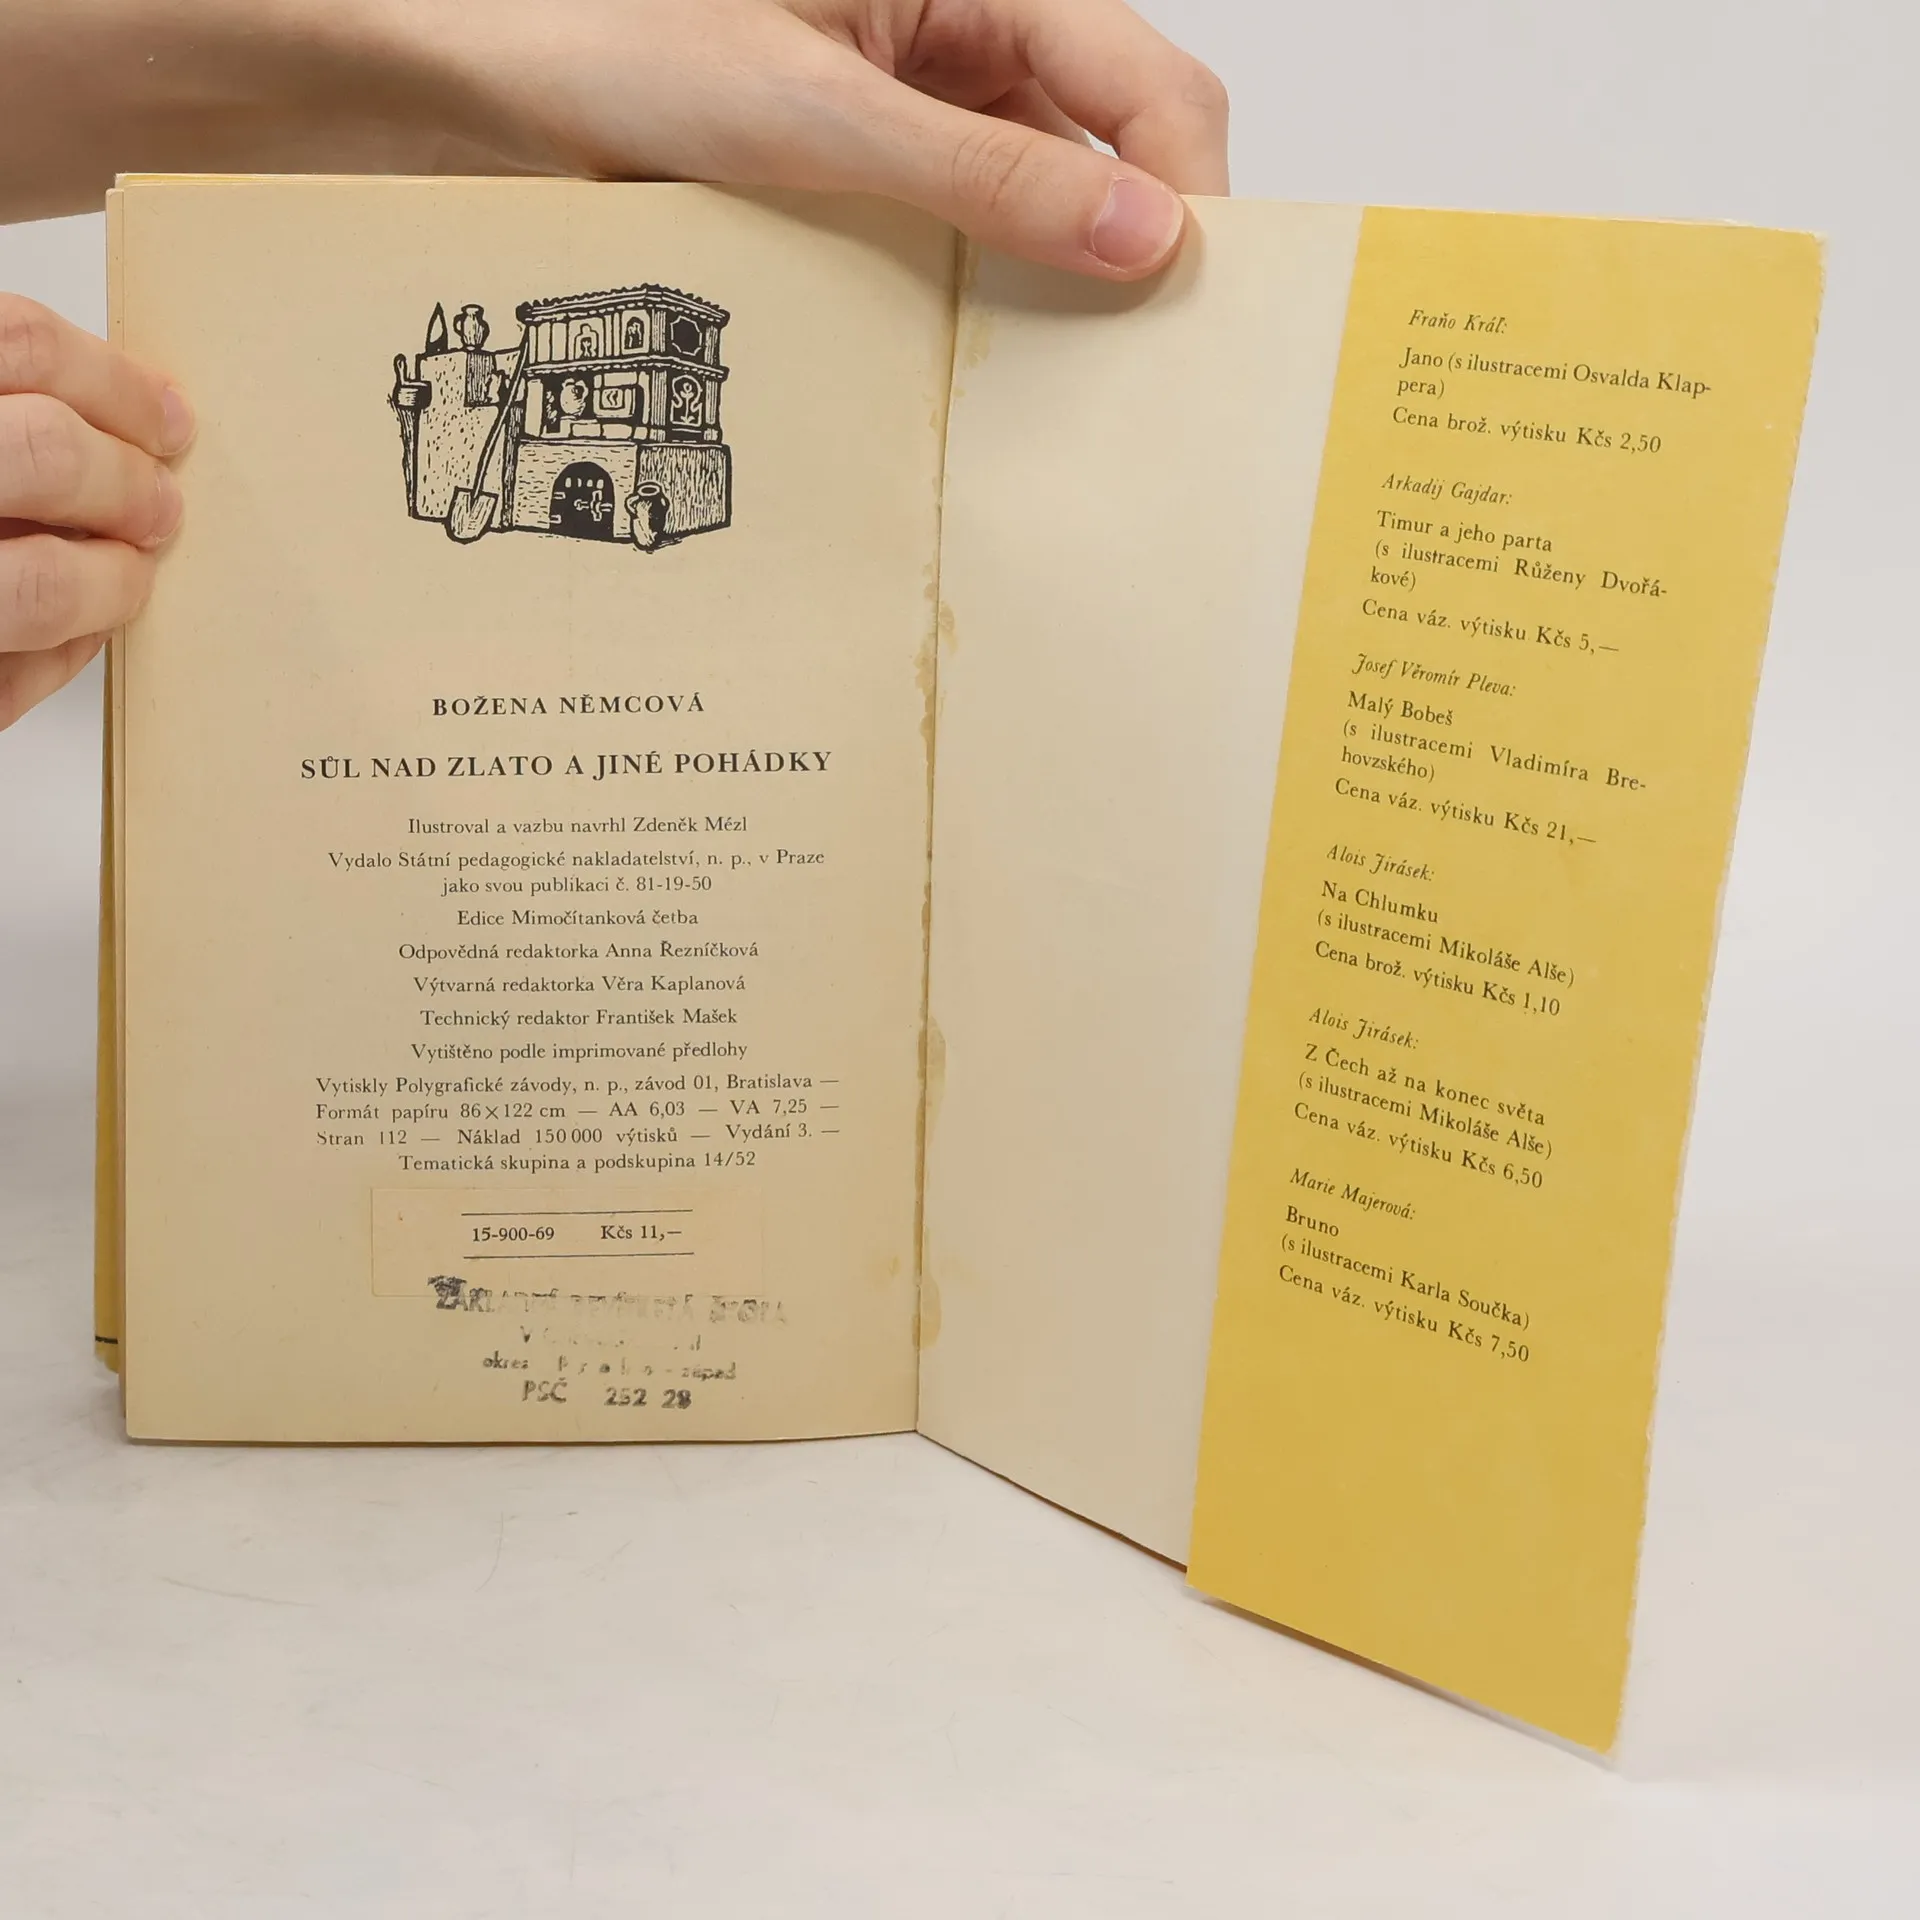 BOŽENA NĚMCOVÁ
SŮL NAD ZLATO A JINÉ POHÁDKY
Ilustroval a vazbu navrhl Zdeněk Mézl
Vydalo Státní pedagogické nakladatelství, n. p., v Praze
jako svou publikaci č. 81-19-50
Edice Mimočítanková četba
Odpovědná redaktorka Anna Řezníčková
Výtvarná redaktorka Věra Kaplanová
Technický redaktor František Mašek
Vytištěno podle imprimované předlohy
Vytiskly Polygrafické závody, n. p., závod 01, Bratislava —
Formát papíru 86×122 cm — AA 6,03 — VA 7,25 —
Stran 112 — Náklad 150 000 výtisků — Vydání 3. —
Tematická skupina a podskupina 14/52
15-900-69 Kčs 11,—
ZÁKLADNÍ DEVÍTILETÁ ŠKOLA
V
okres Praha - západ
PSČ 252 28
Fraňo Kráľ:
Jano (s ilustracemi Osvalda Klap-
pera)
Cena brož. výtisku Kčs 2,50
Arkadij Gajdar:
Timur a jeho parta
(s ilustracemi Růženy Dvořá-
kové)
Cena váz. výtisku Kčs 5,—
Josef Věromír Pleva:
Malý Bobeš
(s ilustracemi Vladimíra Bre-
hovzského)
Cena váz. výtisku Kčs 21,—
Alois Jirásek:
Na Chlumku
(s ilustracemi Mikoláše Alše)
Cena brož. výtisku Kčs 1,10
Alois Jirásek:
Z Čech až na konec světa
(s ilustracemi Mikoláše Alše)
Cena váz. výtisku Kčs 6,50
Marie Majerová:
Bruno
(s ilustracemi Karla Součka)
Cena váz. výtisku Kčs 7,50